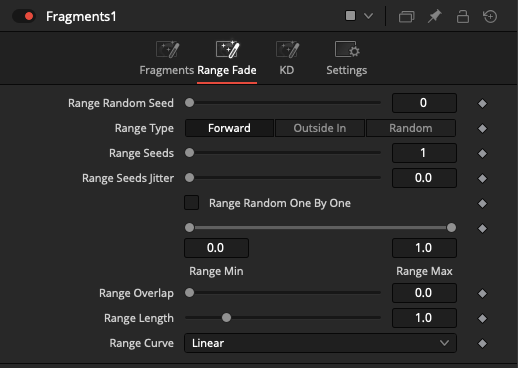 Fragments1
Fragments Range Fade KD Settings
Range Random Seed 0
Range Type Forward Outside In Random
Range Seeds 1
Range Seeds Jitter 0.0
Range Random One By One
0.0 1.0
Range Min Range Max
Range Overlap 0.0
Range Length 1.0
Range Curve Linear